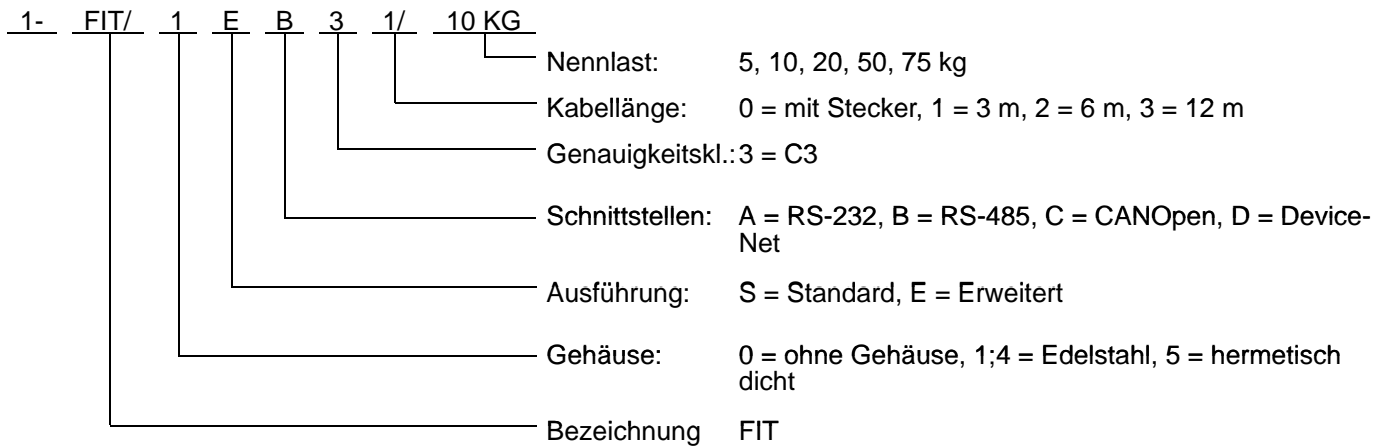 1- FIT/ 1 E B 3 1/ 10 KG
Nennlast: 5, 10, 20, 50, 75 kg
Kabellänge: 0 = mit Stecker, 1 = 3 m, 2 = 6 m, 3 = 12 m
Genauigkeitskl.: 3 = C3
Schnittstellen: A = RS-232, B = RS-485, C = CANOpen, D = Device-
Net
Ausführung: S = Standard, E = Erweitert
Gehäuse: 0 = ohne Gehäuse, 1;4 = Edelstahl, 5 = hermetisch
dicht
Bezeichnung FIT